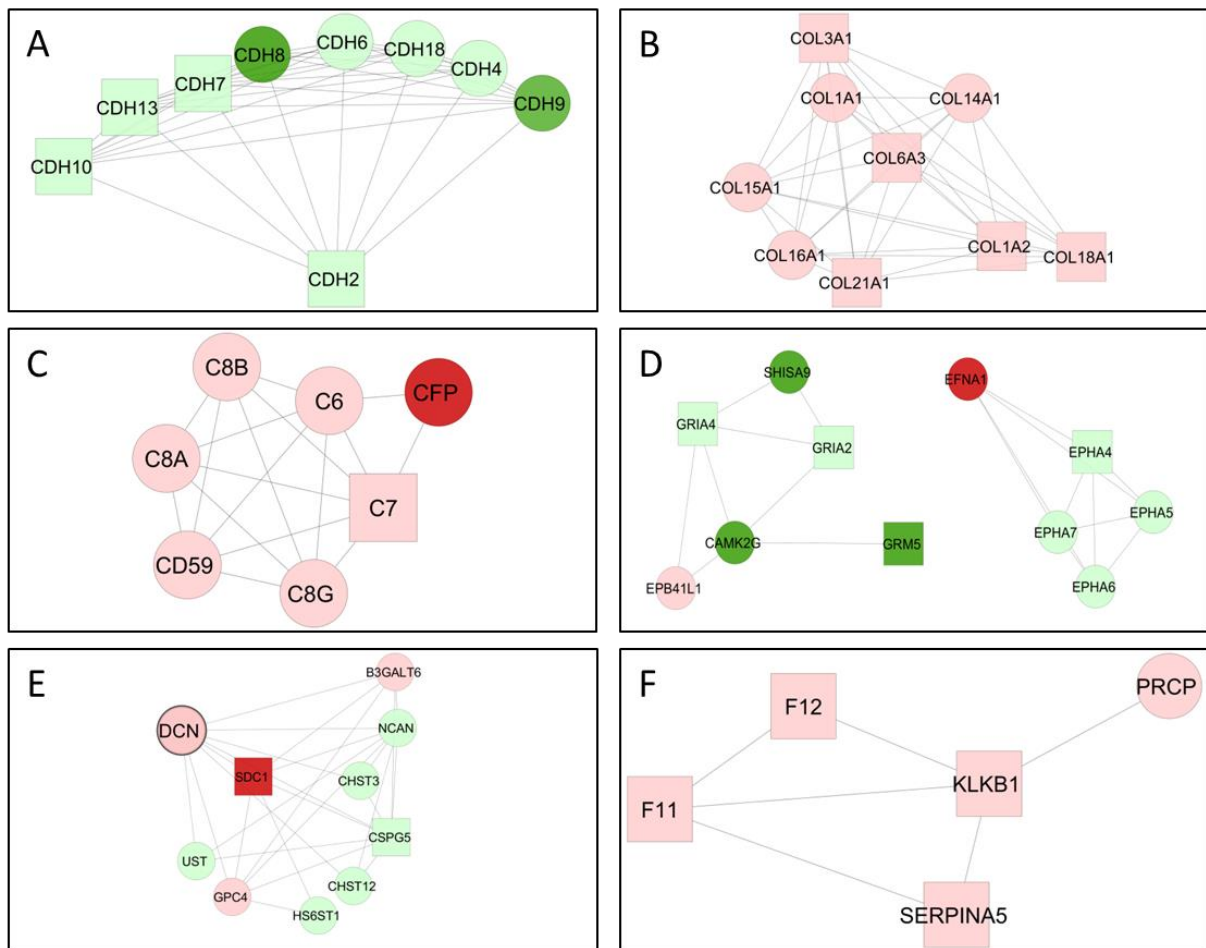 A
CDH8
CDH6
CDH18
CDH4
CDH9
CDH7
CDH13
CDH10
CDH2
B
COL3A1
COL1A1
COL14A1
COL6A3
COL15A1
COL16A1
COL1A2
COL18A1
COL21A1
C
C8B
C6
CFP
C8A
C7
CD59
C8G
D
SHISA9
EFNA1
GRIA4
GRIA2
EPHA4
EPHA5
EPHA7
CAMK2G
GRM5
EPB41L1
EPHA6
E
B3GALT6
DCN
NCAN
SDC1
CHST3
CSPG5
UST
GPC4
CHST12
HS6ST1
F
PRCP
F12
KLKB1
F11
SERPINA5